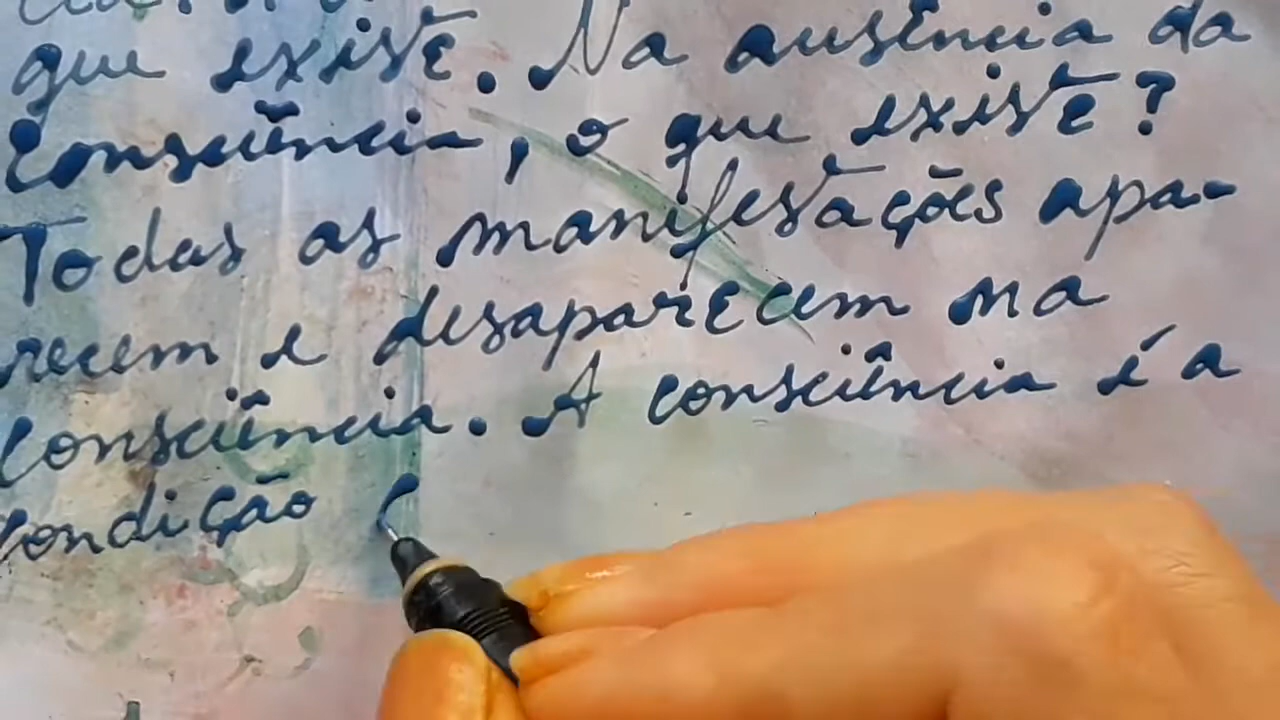 que existe. Na ausência da
Consciência, o que existe?
Todas as manifestações apa-
recem e desaparecem na
Consciência. A consciência é a
condição